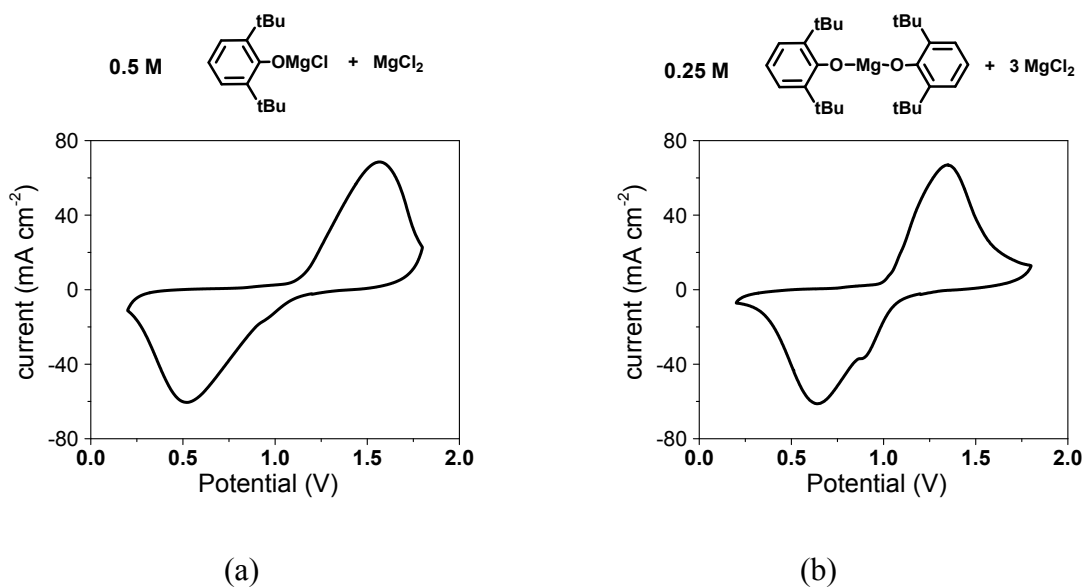 tBu
0.5 M
OMgCl + MgCl2
tBu
80
40
0
-40
-80
current (mA cm-2)
0.0 0.5 1.0 1.5 2.0
Potential (V)
(a)
tBu tBu
0.25 M
O Mg O + 3 MgCl2
tBu tBu
80
40
0
-40
-80
current (mA cm-2)
0.0 0.5 1.0 1.5 2.0
Potential (V)
(b)